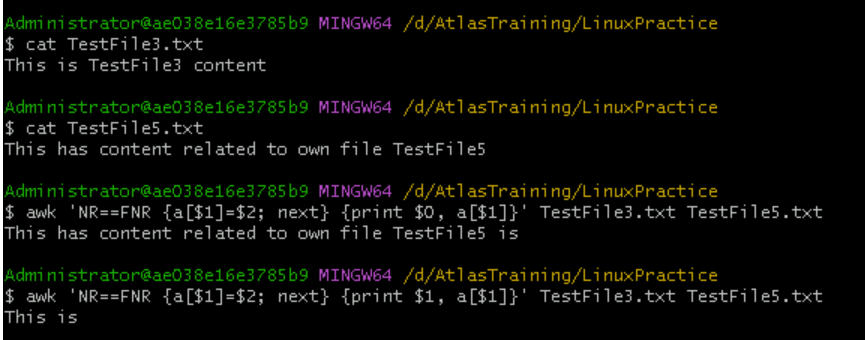 Administrator@ae038e16e3785b9 MINGW64 /d/AtlasTraining/LinuxPractice
$ cat TestFile3.txt
This is TestFile3 content
Administrator@ae038e16e3785b9 MINGW64 /d/AtlasTraining/LinuxPractice
$ cat TestFile5.txt
This has content related to own file TestFile5
Administrator@ae038e16e3785b9 MINGW64 /d/AtlasTraining/LinuxPractice
$ awk 'NR==FNR {a[$1]=$2; next} {print $0, a[$1]}' TestFile3.txt TestFile5.txt
This has content related to own file TestFile5 is
Administrator@ae038e16e3785b9 MINGW64 /d/AtlasTraining/LinuxPractice
$ awk 'NR==FNR {a[$1]=$2; next} {print $1, a[$1]}' TestFile3.txt TestFile5.txt
This is